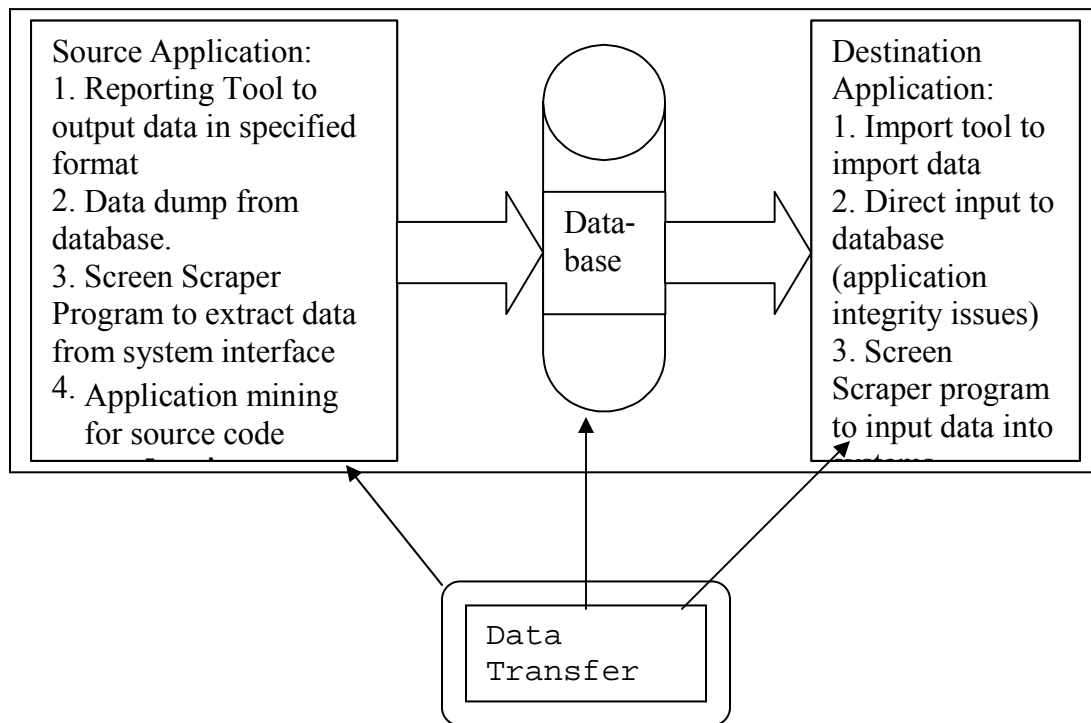 Source Application:
1. Reporting Tool to
output data in specified
format
2. Data dump from
database.
3. Screen Scraper
Program to extract data
from system interface
4. Application mining
for source code
Data-
base
Destination
Application:
1. Import tool to
import data
2. Direct input to
database
(application
integrity issues)
3. Screen
Scraper program
to input data into
Data
Transfer